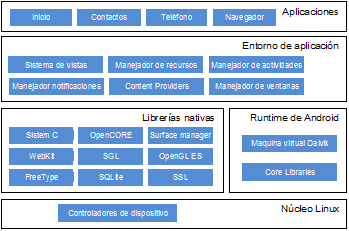 Aplicaciones
Inicio Contactos Teléfono Navegador
Entorno de aplicación
Sistema de vistas Manejador de recursos Manejador de actividades
Manejador notificaciones Content Providers Manejador de ventanas
Librerías nativas
Sistem C OpenCORE Surface manager
WebKit SGL OpenGL ES
FreeType SQLite SSL
Runtime de Android
Maquina virtual Dalvik
Core Libraries
Núcleo Linux
Controladores de dispositivo